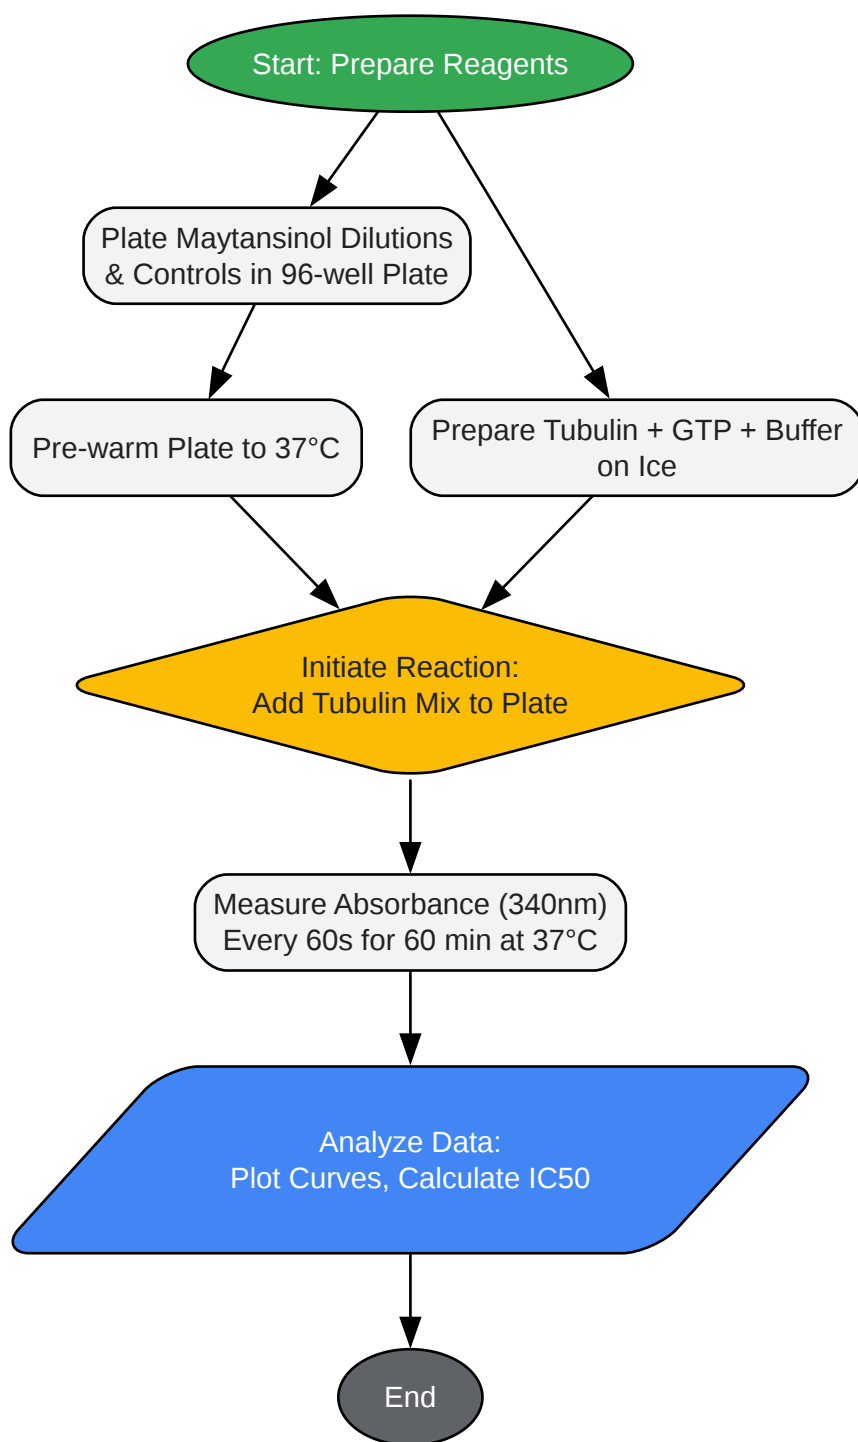 Start: Prepare Reagents
Plate Maytansinol Dilutions
& Controls in 96-well Plate
Pre-warm Plate to 37°C
Prepare Tubulin + GTP + Buffer
on Ice
Initiate Reaction:
Add Tubulin Mix to Plate
Measure Absorbance (340nm)
Every 60s for 60 min at 37°C
Analyze Data:
Plot Curves, Calculate IC50
End